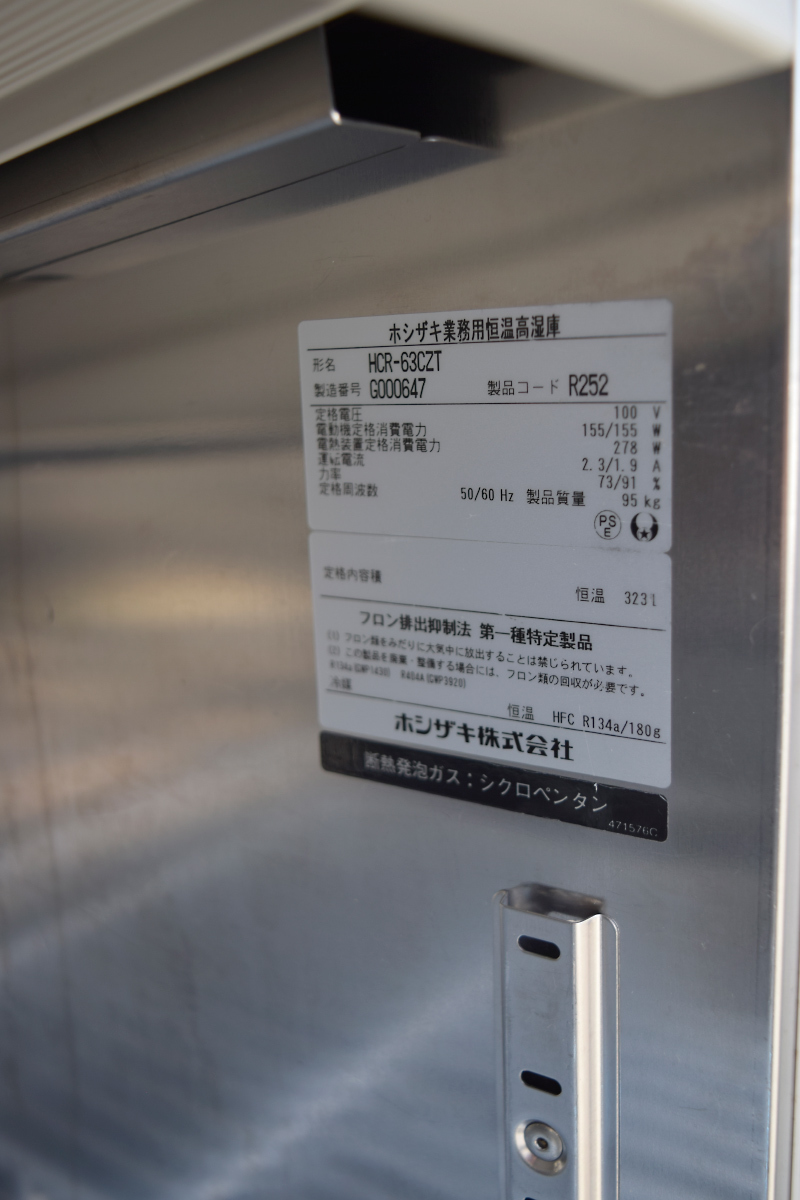 ホシザキ業務用恒温高湿庫
形名 HCR-63CZT
製造番号 G000647 製品コード R252
定格電圧 100 V
電動機定格消費電力 155/155 W
電熱装置定格消費電力 278 W
運転電流 2.3/1.9 A
力率 73/91 %
定格周波数 50/60 Hz 製品質量 95 kg
PSE
定格内容積
恒温 323l
フロン排出抑制法 第一種特定製品
(1) フロン類をみだりに大気中に放出することは禁じられています。
(2) この製品を廃棄・整備する場合には、フロン類の回収が必要です。
R134a(GWP1430) R404A(GWP3920)
冷媒
恒温 HFC R134a/180g
ホシザキ株式会社
断熱発泡ガス:シクロペンタン
471576C